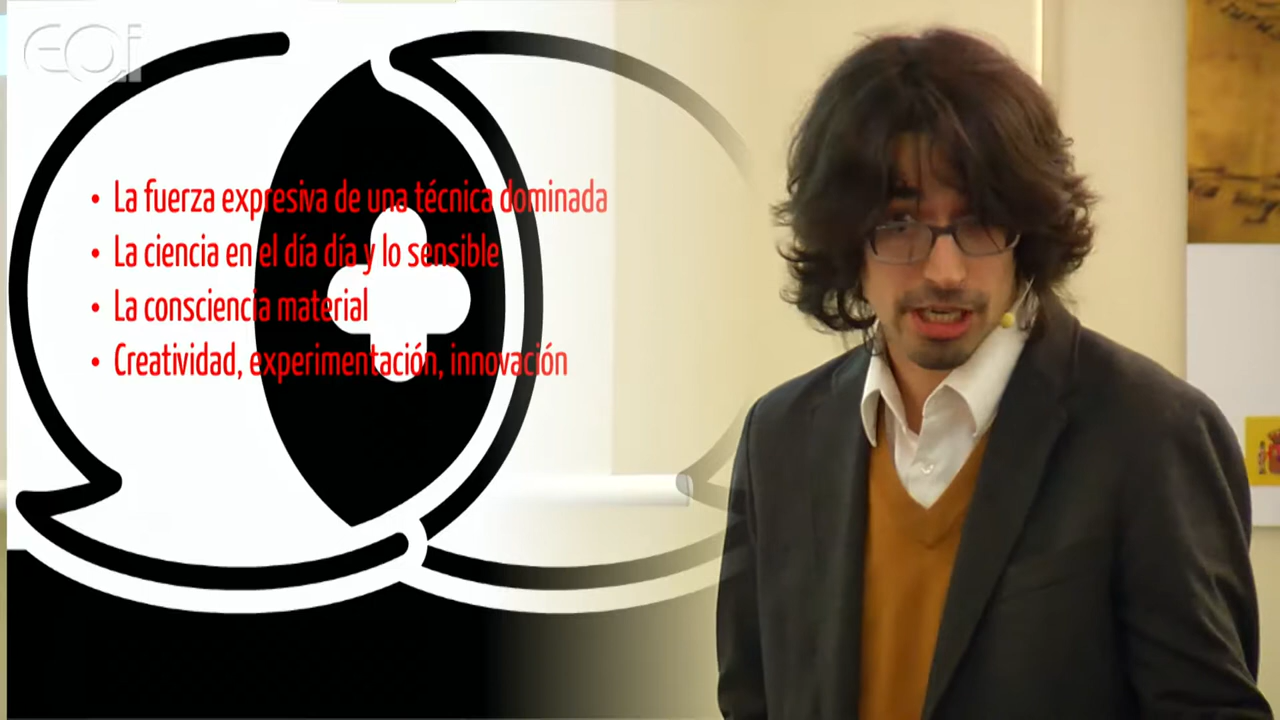 eoi
• La fuerza expresiva de una técnica dominada
• La ciencia en el día día y lo sensible
• La consciencia material
• Creatividad, experimentación, innovación